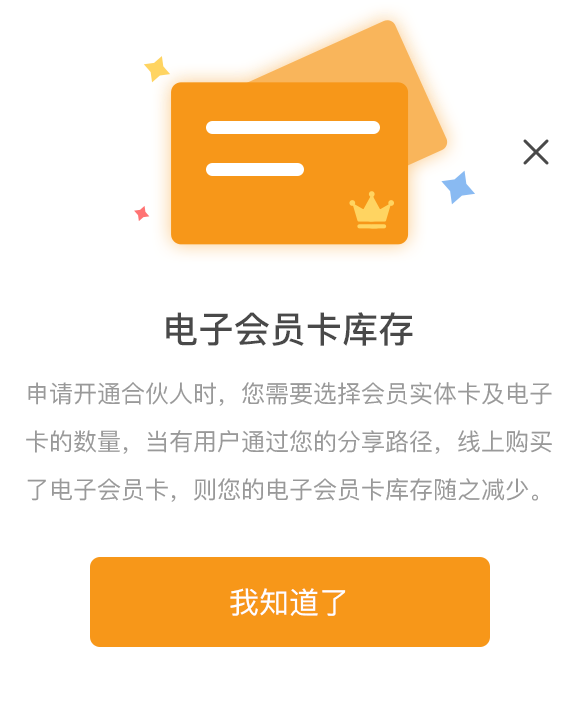 电子会员卡库存
申请开通合伙人时，您需要选择会员实体卡及电子
卡的数量，当有用户通过您的分享路径，线上购买
了电子会员卡，则您的电子会员卡库存随之减少。
我知道了